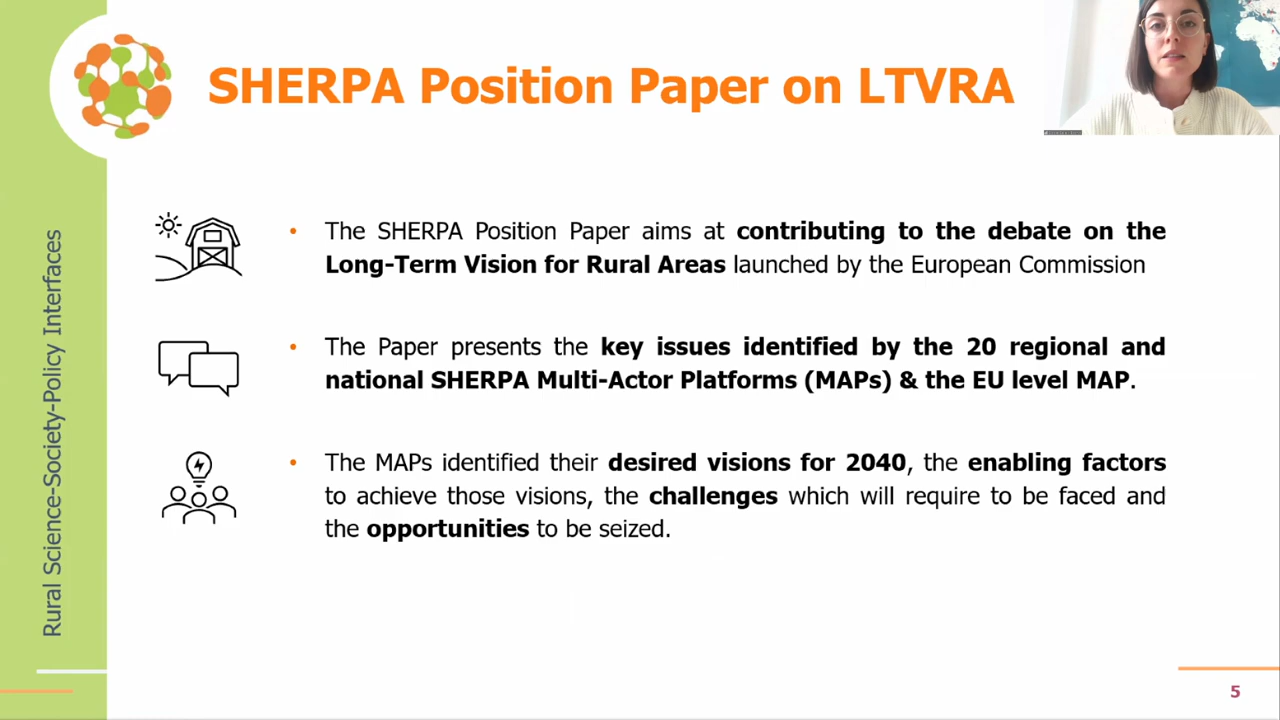 SHERPA Position Paper on LTVRA
• The SHERPA Position Paper aims at contributing to the debate on the
Long-Term Vision for Rural Areas launched by the European Commission
• The Paper presents the key issues identified by the 20 regional and
national SHERPA Multi-Actor Platforms (MAPs) & the EU level MAP.
• The MAPs identified their desired visions for 2040, the enabling factors
to achieve those visions, the challenges which will require to be faced and
the opportunities to be seized.
Rural Science-Society-Policy Interfaces
5